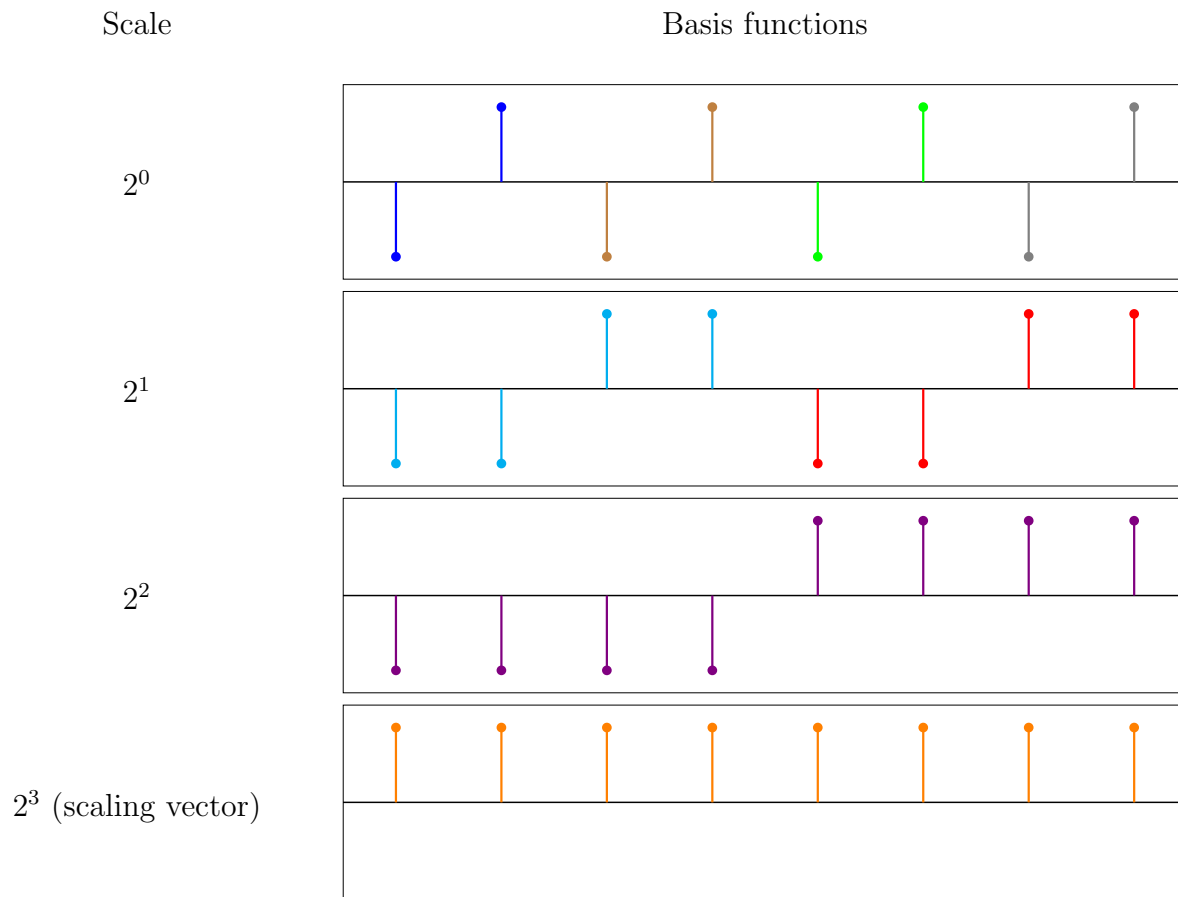 Scale
Basis functions
2⁰
2¹
2²
2³ (scaling vector)